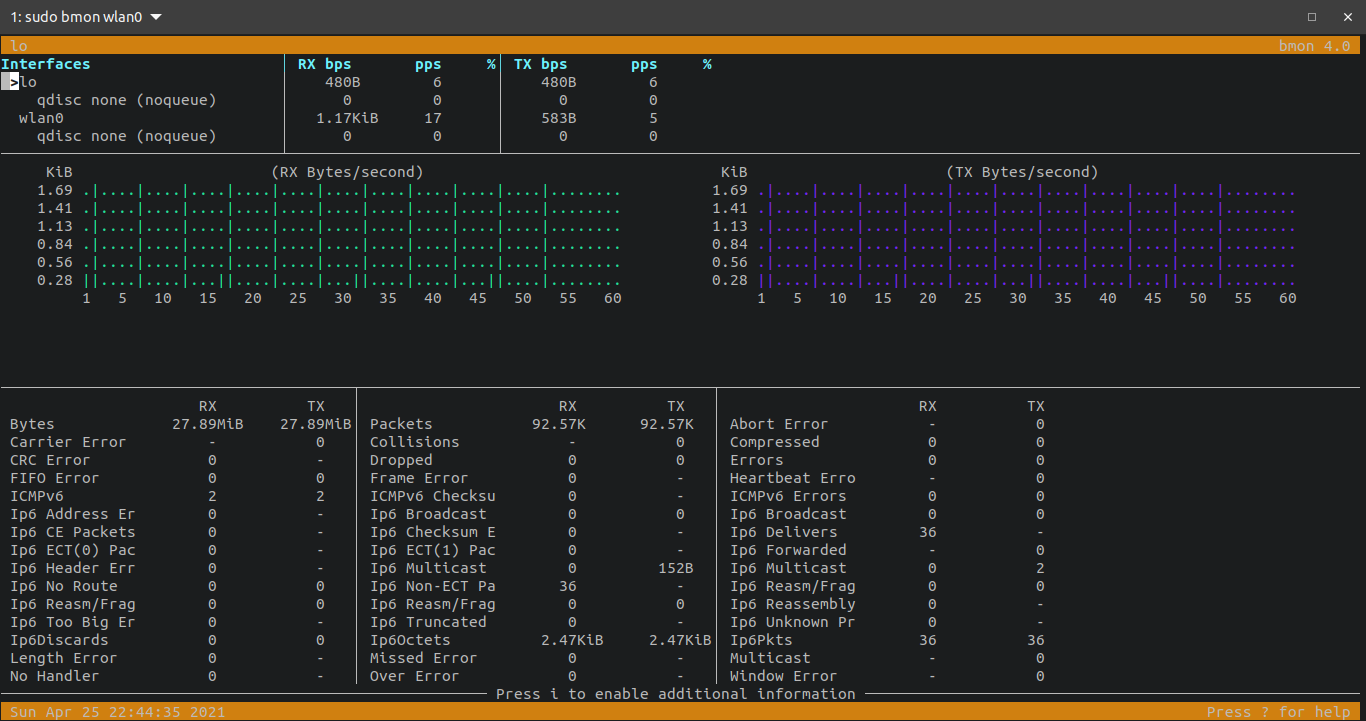 1: sudo bmon wlan0
lo bmon 4.0
Interfaces RX bps pps % TX bps pps %
>lo 480B 6 480B 6
qdisc none (noqueue) 0 0 0 0
wlan0 1.17KiB 17 583B 5
qdisc none (noqueue) 0 0 0 0
KiB (RX Bytes/second) KiB (TX Bytes/second)
1.69 .|....|....|....|....|....|....|....|....|....|....|........ 1.69 .|....|....|....|....|....|....|....|....|....|....|........
1.41 .|....|....|....|....|....|....|....|....|....|....|........ 1.41 .|....|....|....|....|....|....|....|....|....|....|........
1.13 .|....|....|....|....|....|....|....|....|....|....|........ 1.13 .|....|....|....|....|....|....|....|....|....|....|........
0.84 .|....|....|....|....|....|....|....|....|....|....|........ 0.84 .|....|....|....|....|....|....|....|....|....|....|........
0.56 .|....|....|....|....|....|....|....|....|....|....|........ 0.56 .|....|....|....|....|....|....|....|....|....|....|........
0.28 ||....|....|...||....|....|....||...|....|...||....|........ 0.28 ||....|....|...||....|....|....||...|....|...||....|........
1 5 10 15 20 25 30 35 40 45 50 55 60 1 5 10 15 20 25 30 35 40 45 50 55 60
RX TX RX TX RX TX
Bytes 27.89MiB 27.89MiB Packets 92.57K 92.57K Abort Error - 0
Carrier Error - 0 Collisions - 0 Compressed 0 0
CRC Error 0 - Dropped 0 0 Errors 0 0
FIFO Error 0 0 Frame Error 0 - Heartbeat Erro - 0
ICMPv6 2 2 ICMPv6 Checksu 0 - ICMPv6 Errors 0 0
Ip6 Address Er 0 - Ip6 Broadcast 0 0 Ip6 Broadcast 0 0
Ip6 CE Packets 0 - Ip6 Checksum E 0 - Ip6 Delivers 36 -
Ip6 ECT(0) Pac 0 - Ip6 ECT(1) Pac 0 - Ip6 Forwarded - 0
Ip6 Header Err 0 - Ip6 Multicast 0 152B Ip6 Multicast 0 2
Ip6 No Route 0 0 Ip6 Non-ECT Pa 36 - Ip6 Reasm/Frag 0 0
Ip6 Reasm/Frag 0 0 Ip6 Reasm/Frag 0 0 Ip6 Reassembly 0 -
Ip6 Too Big Er 0 - Ip6 Truncated 0 - Ip6 Unknown Pr 0 -
Ip6Discards 0 0 Ip6Octets 2.47KiB 2.47KiB Ip6Pkts 36 36
Length Error 0 - Missed Error 0 - Multicast - 0
No Handler 0 - Over Error 0 - Window Error - 0
Press i to enable additional information
Sun Apr 25 22:44:35 2021 Press ? for help